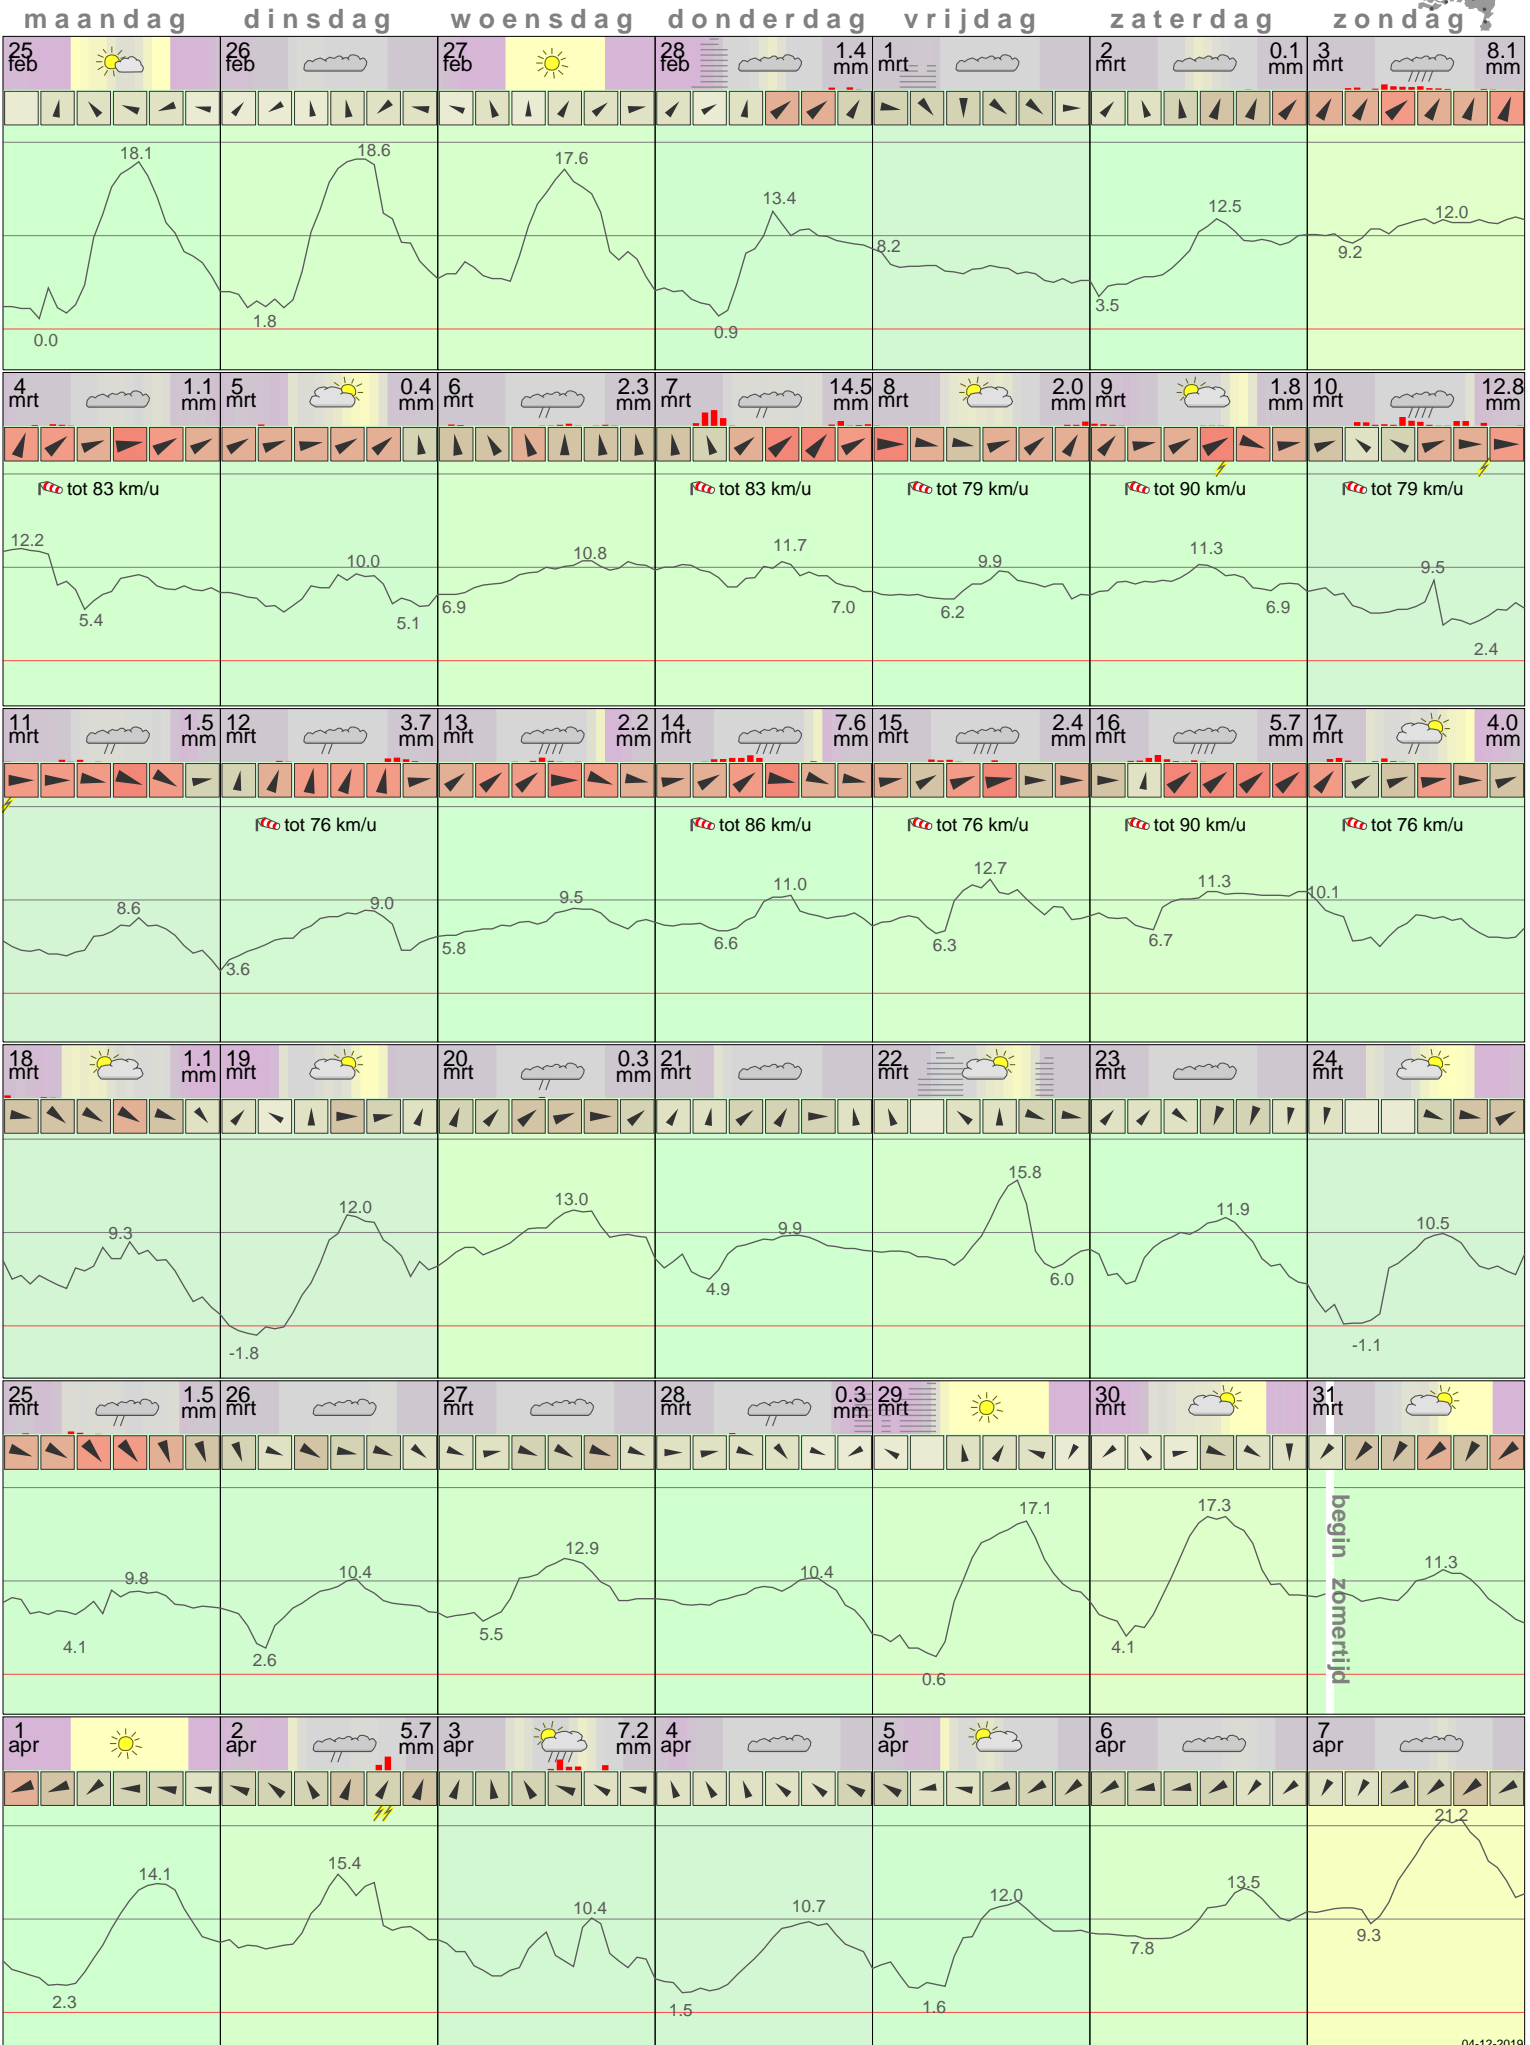 maandag dinsdag woensdag donderdag vrijdag zaterdag zondag
25 feb
18.1
0.0
26 feb
18.6
1.8
27 feb
17.6
28 feb 1.4 mm
13.4
0.9
1 mrt
8.2
2 mrt 0.1 mm
12.5
3.5
3 mrt 8.1 mm
12.0
9.2
4 mrt 1.1 mm
tot 83 km/u
12.2
5.4
5 mrt 0.4 mm
10.0
5.1
6 mrt 2.3 mm
10.8
6.9
7 mrt 14.5 mm
tot 83 km/u
11.7
7.0
8 mrt 2.0 mm
tot 79 km/u
9.9
6.2
9 mrt 1.8 mm
tot 90 km/u
11.3
6.9
10 mrt 12.8 mm
tot 79 km/u
9.5
2.4
11 mrt 1.5 mm
8.6
12 mrt 3.7 mm
tot 76 km/u
9.0
3.6
13 mrt 2.2 mm
9.5
5.8
14 mrt 7.6 mm
tot 86 km/u
11.0
6.6
15 mrt 2.4 mm
tot 76 km/u
12.7
6.3
16 mrt 5.7 mm
tot 90 km/u
11.3
6.7
17 mrt 4.0 mm
tot 76 km/u
10.1
18 mrt 1.1 mm
9.3
19 mrt
12.0
-1.8
20 mrt 0.3 mm
13.0
21 mrt
9.9
4.9
22 mrt
15.8
6.0
23 mrt
11.9
24 mrt
10.5
-1.1
25 mrt 1.5 mm
9.8
4.1
26 mrt
10.4
2.6
27 mrt
12.9
5.5
28 mrt 0.3 mm
10.4
29 mrt
17.1
0.6
30 mrt
17.3
4.1
31 mrt
begin zomertijd
11.3
1 apr
14.1
2.3
2 apr 5.7 mm
15.4
3 apr 7.2 mm
10.4
4 apr
10.7
1.5
5 apr
12.0
1.6
6 apr
13.5
7.8
7 apr
21.2
9.3
04-12-2019